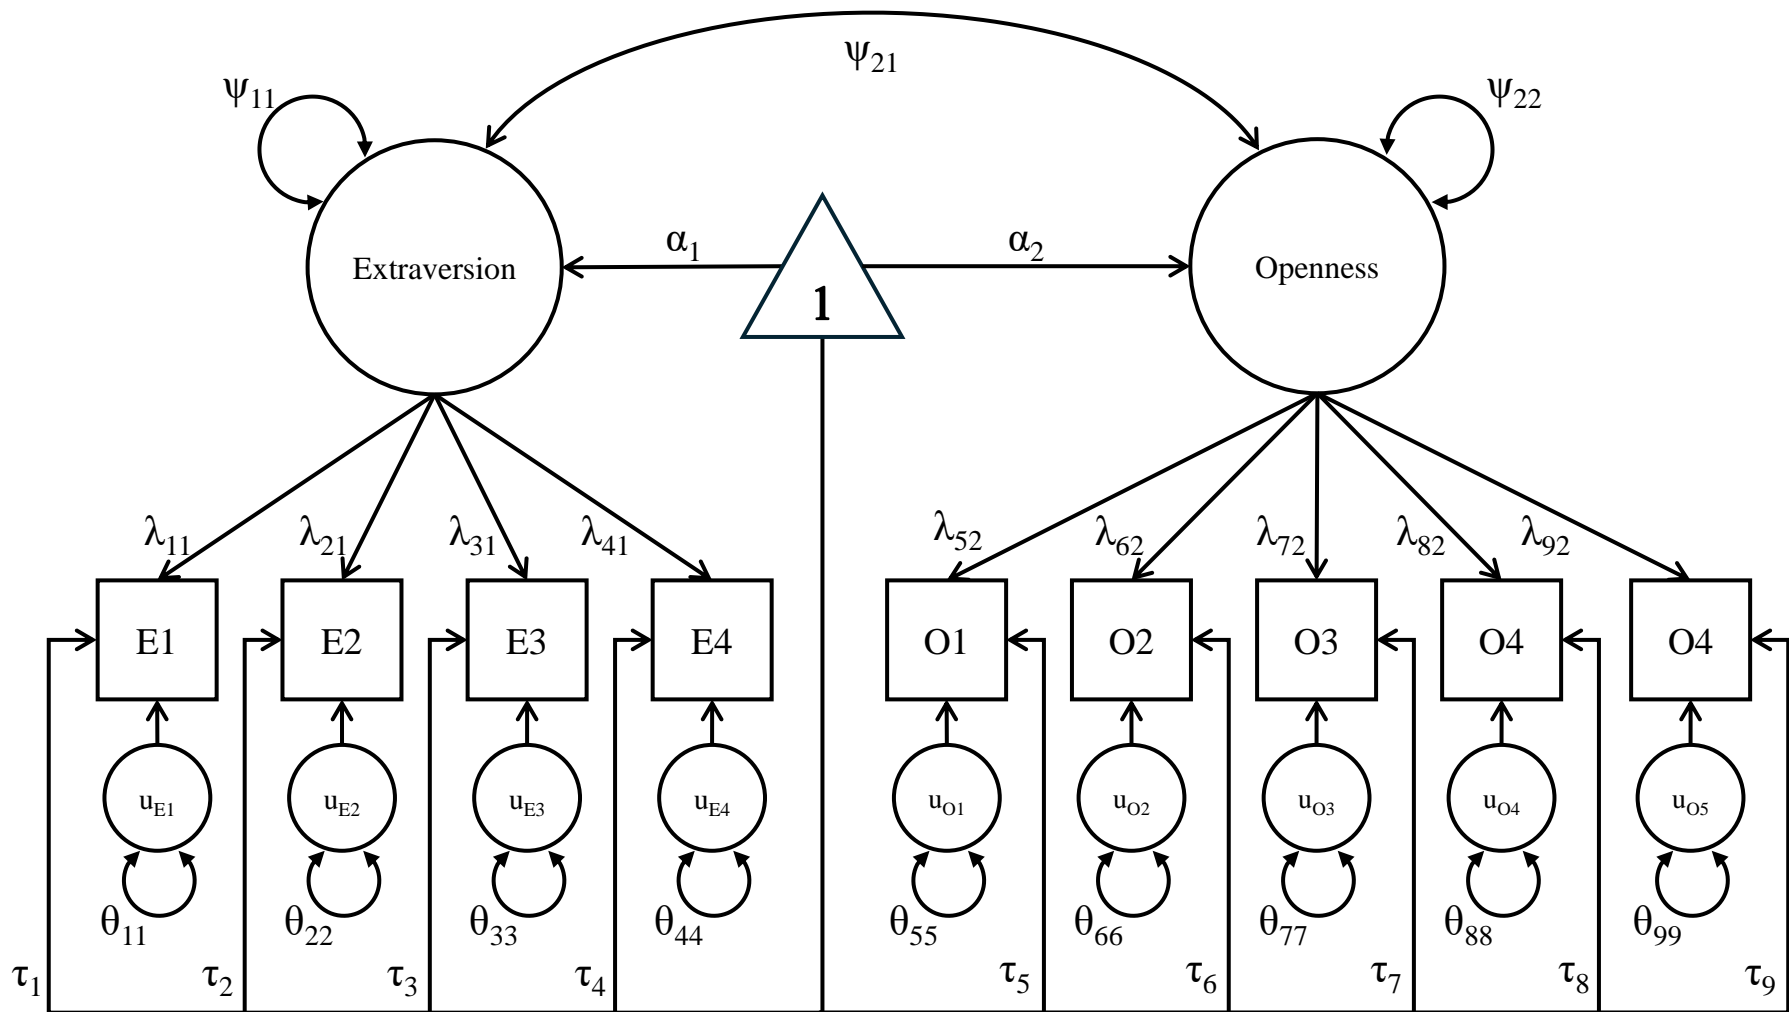 ψ21
ψ11
ψ22
Extraversion
α1
1
α2
Openness
λ11
λ21
λ31
λ41
λ52
λ62
λ72
λ82
λ92
E1
E2
E3
E4
O1
O2
O3
O4
O4
uE1
uE2
uE3
uE4
uO1
uO2
uO3
uO4
uO5
θ11
θ22
θ33
θ44
θ55
θ66
θ77
θ88
θ99
τ1
τ2
τ3
τ4
τ5
τ6
τ7
τ8
τ9